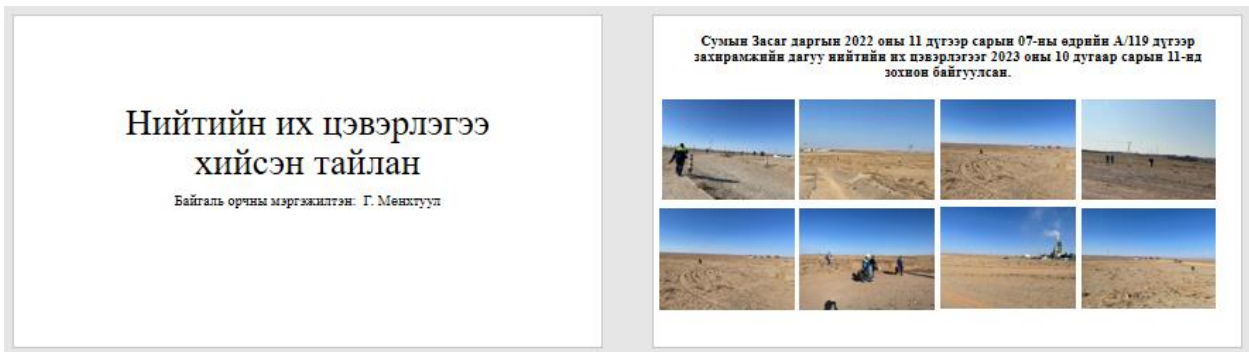 Нийтийн их цэвэрлэгээ
хийсэн тайлан
Байгаль орчны мэргэжилтэн: Г. Мөнхтуул
Сумын Засаг даргын 2022 оны 11 дүгээр сарын 07-ны өдрийн А/119 дүгээр
захирамжийн дагуу нийтийн их цэвэрлэгээг 2023 оны 10 дугаар сарын 11-нд
зохион байгуулсан.